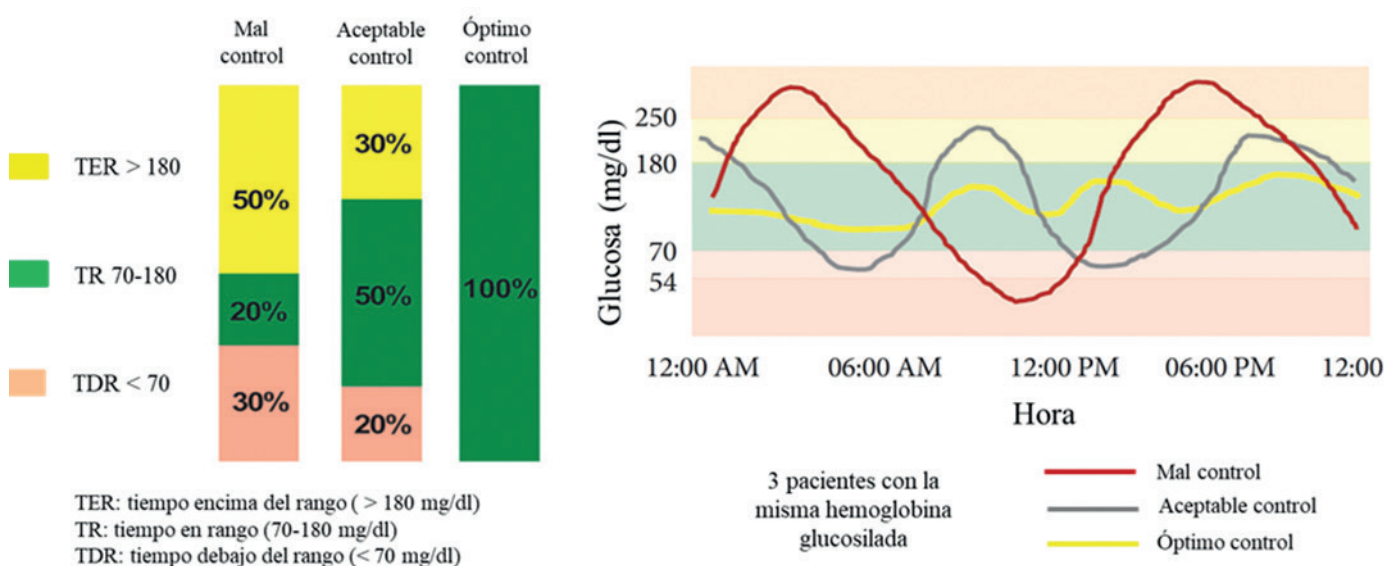 Mal
control
Aceptable
control
Óptimo
control
TER > 180
TR 70-180
TDR < 70
50%
20%
30%
30%
50%
20%
100%
TER: tiempo encima del rango ( > 180 mg/dl)
TR: tiempo en rango (70-180 mg/dl)
TDR: tiempo debajo del rango (< 70 mg/dl)
Glucosa (mg/dl)
250
180
70
54
12:00 AM 06:00 AM 12:00 PM 06:00 PM 12:00
Hora
3 pacientes con la
misma hemoglobina
glucosilada
Mal control
Aceptable control
Óptimo control